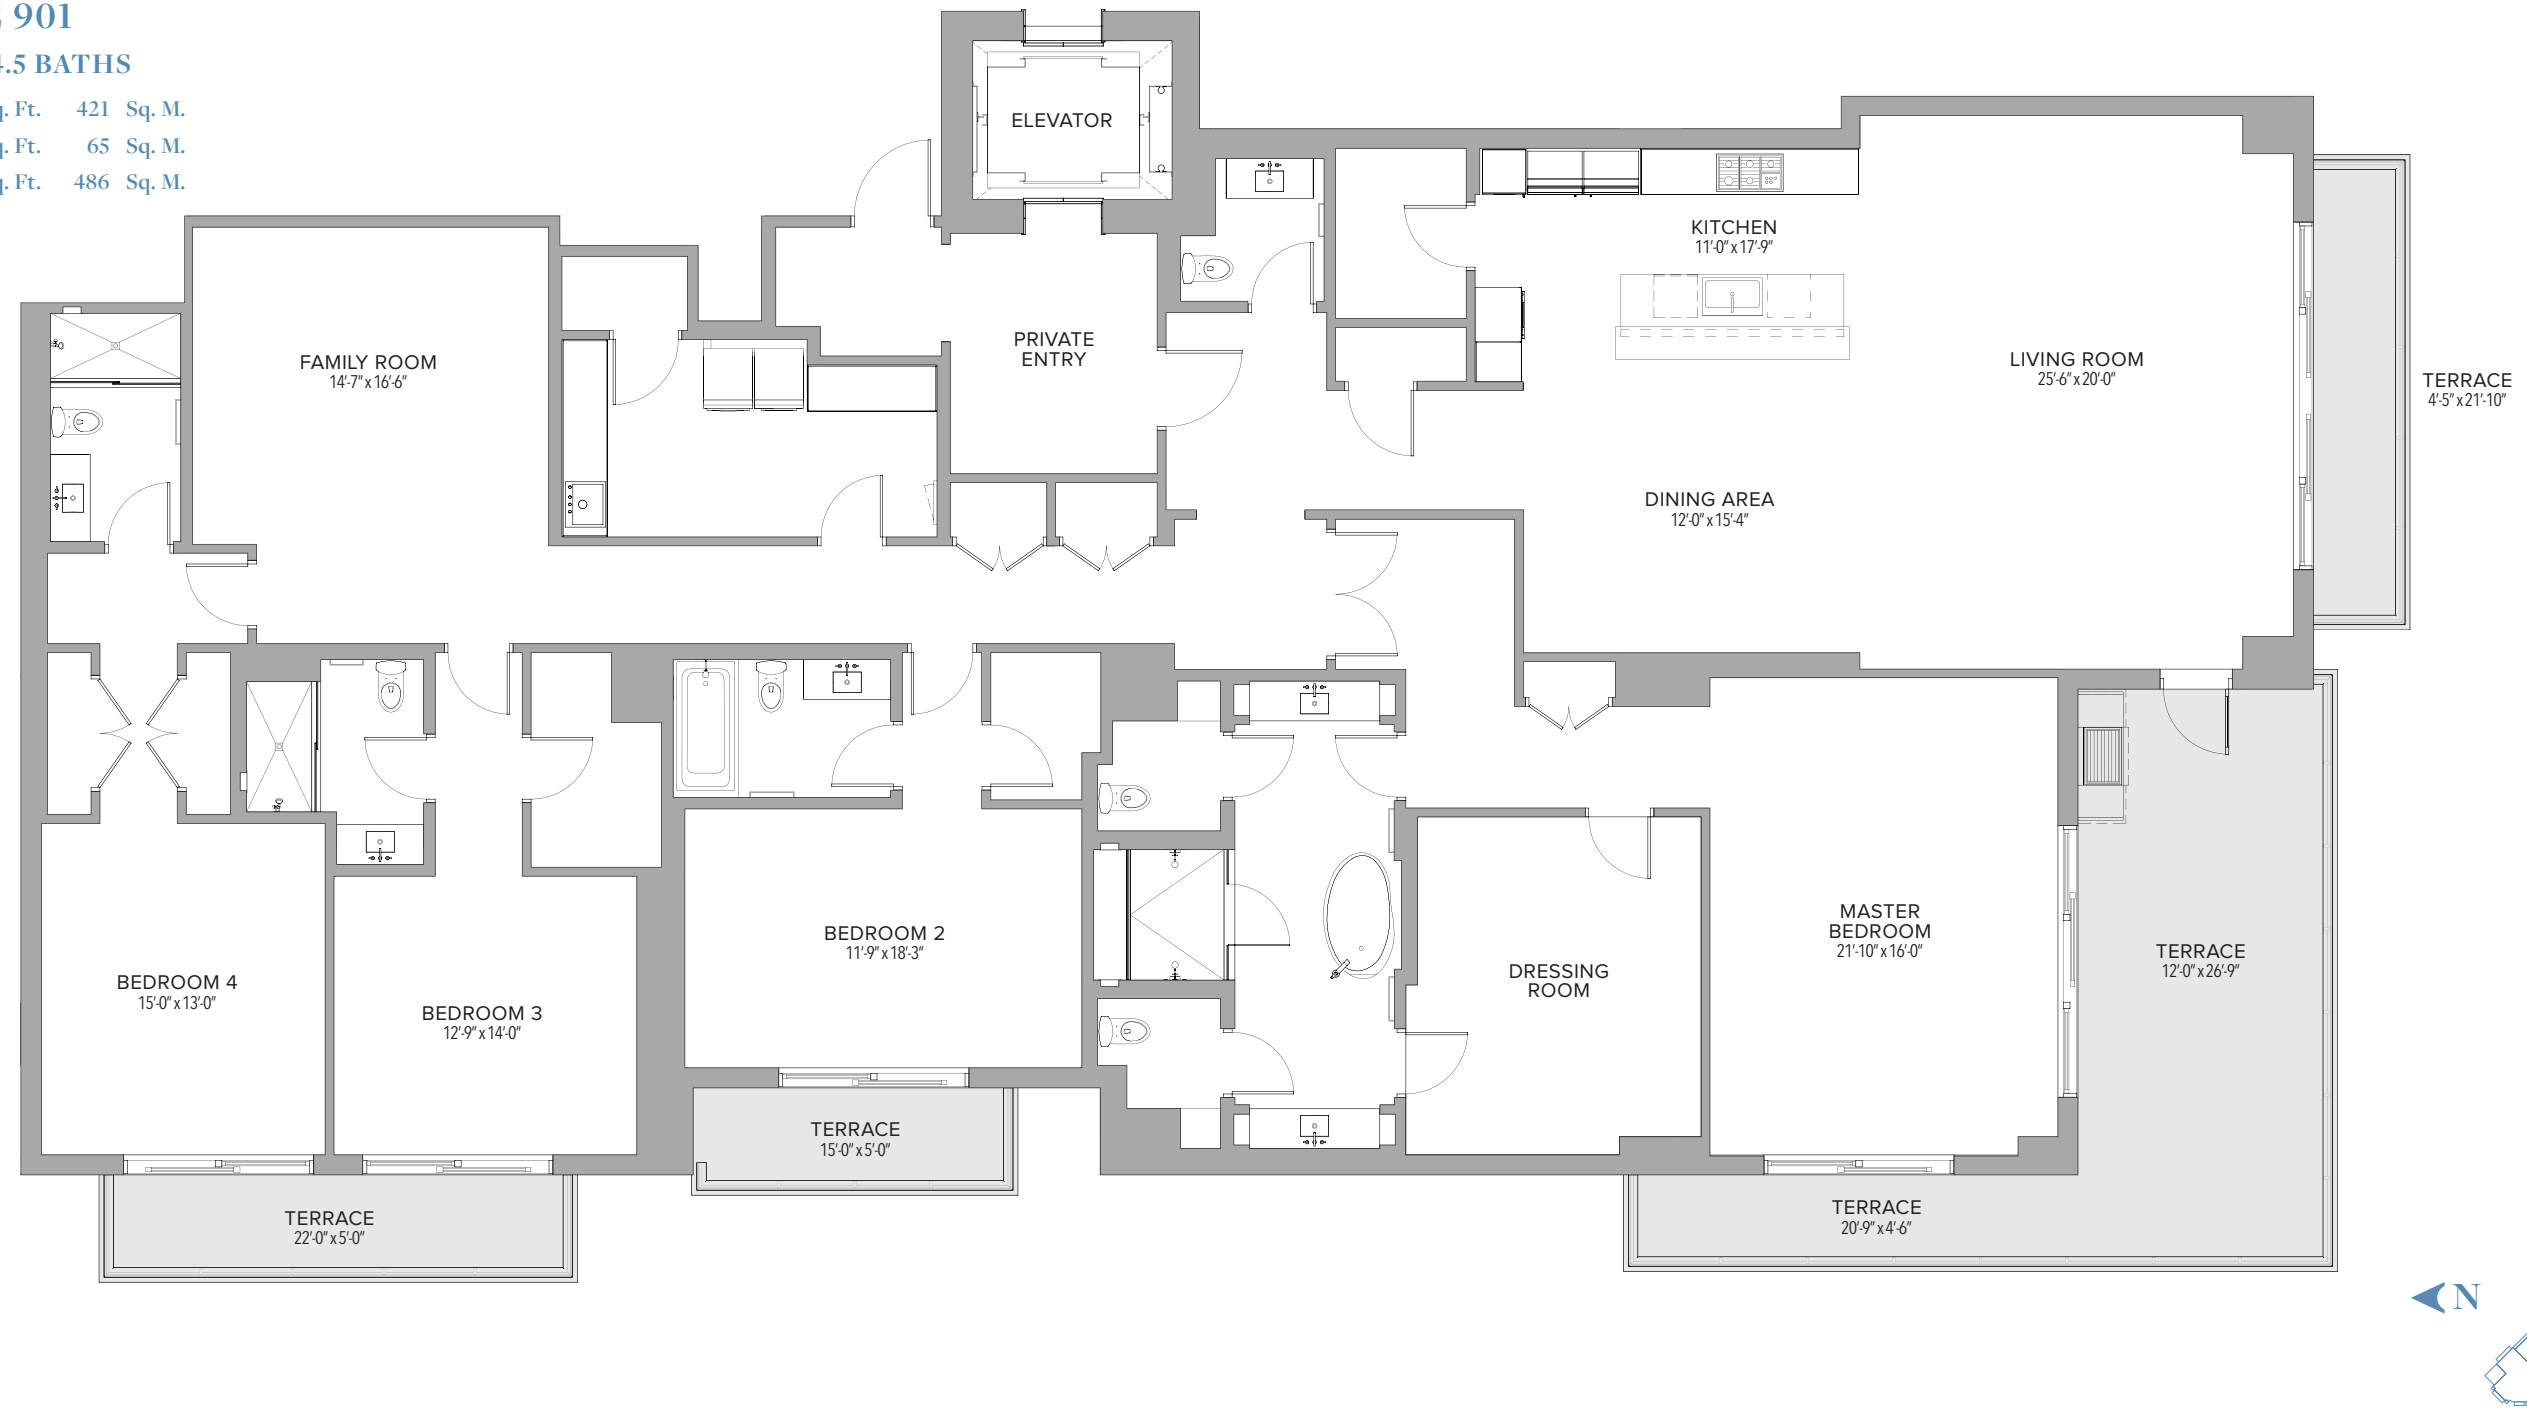 901
4.5 BATHS
Sq. Ft. 421 Sq. M.
Sq. Ft. 65 Sq. M.
Sq. Ft. 486 Sq. M.
ELEVATOR
KITCHEN
11'-0" x 17'-9"
PRIVATE
ENTRY
FAMILY ROOM
14'-7" x 16'-6"
LIVING ROOM
25'-6" x 20'-0"
TERRACE
4'-5" x 21'-10"
DINING AREA
12'-0" x 15'-4"
MASTER
BEDROOM
21'-10" x 16'-0"
BEDROOM 2
11'-9" x 18'-3"
TERRACE
12'-0" x 26'-9"
DRESSING
ROOM
BEDROOM 4
15'-0" x 13'-0"
BEDROOM 3
12'-9" x 14'-0"
TERRACE
15'-0" x 5'-0"
TERRACE
22'-0" x 5'-0"
TERRACE
20'-9" x 4'-6"
N